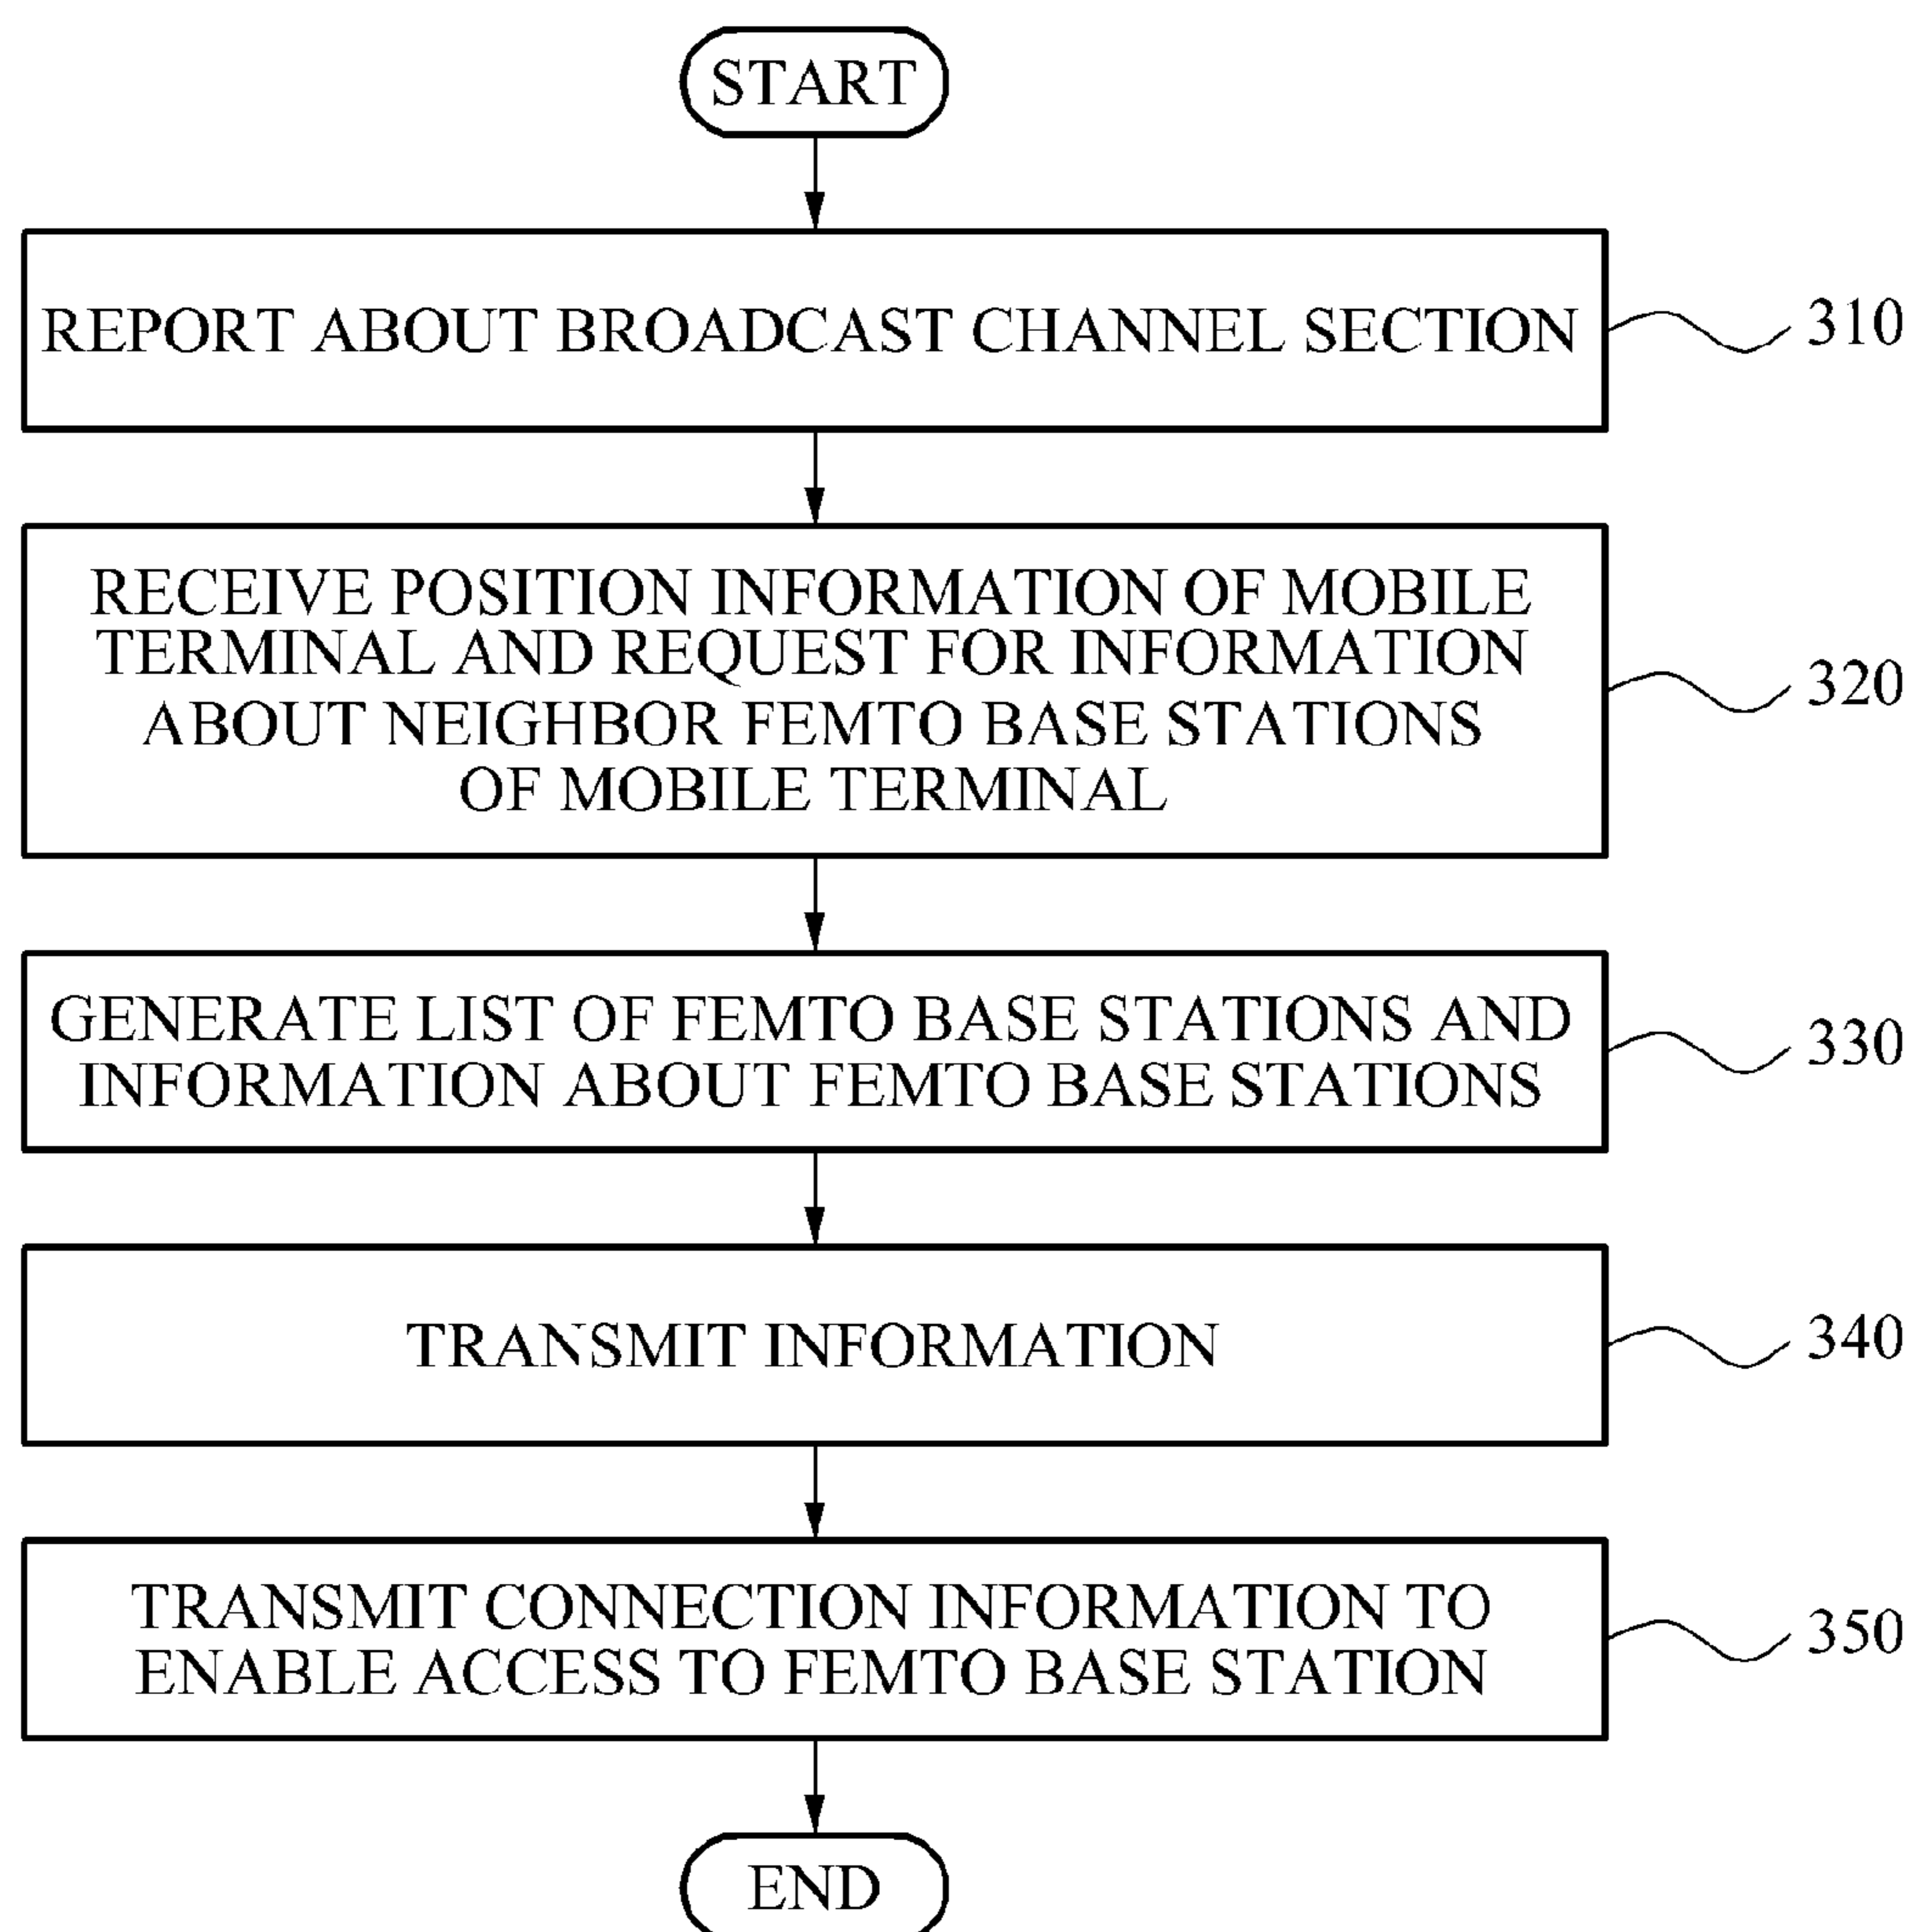 START
REPORT ABOUT BROADCAST CHANNEL SECTION
310
RECEIVE POSITION INFORMATION OF MOBILE
TERMINAL AND REQUEST FOR INFORMATION
ABOUT NEIGHBOR FEMTO BASE STATIONS
OF MOBILE TERMINAL
320
GENERATE LIST OF FEMTO BASE STATIONS AND
INFORMATION ABOUT FEMTO BASE STATIONS
330
TRANSMIT INFORMATION
340
TRANSMIT CONNECTION INFORMATION TO
ENABLE ACCESS TO FEMTO BASE STATION
350
END